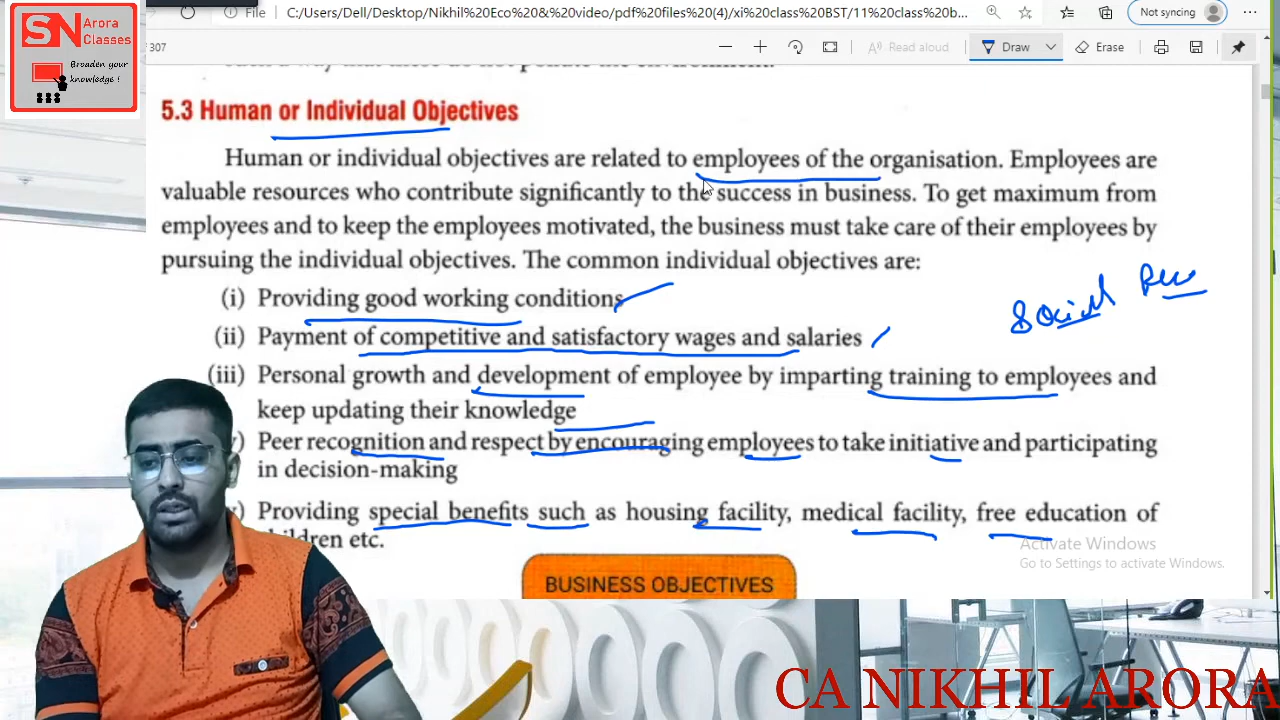 SN Arora Classes
Broaden your knowledge !
File
C:/Users/Dell/Desktop/Nikhil%20Eco%20&%20video/pdf%20files%20(4)/xi%20class%20BST/11%20class%20b...
Not syncing
307
Read aloud
Draw
Erase
5.3 Human or Individual Objectives
Human or individual objectives are related to employees of the organisation. Employees are
valuable resources who contribute significantly to the success in business. To get maximum from
employees and to keep the employees motivated, the business must take care of their employees by
pursuing the individual objectives. The common individual objectives are:
(i) Providing good working conditions
Social
(ii) Payment of competitive and satisfactory wages and salaries
(iii) Personal growth and development of employee by imparting training to employees and
keep updating their knowledge
) Peer recognition and respect by encouraging employees to take initiative and participating
in decision-making
) Providing special benefits such as housing facility, medical facility, free education of
ildren etc.
Activate Windows
Go to Settings to activate Windows.
BUSINESS OBJECTIVES
CA NIKHIL ARORA